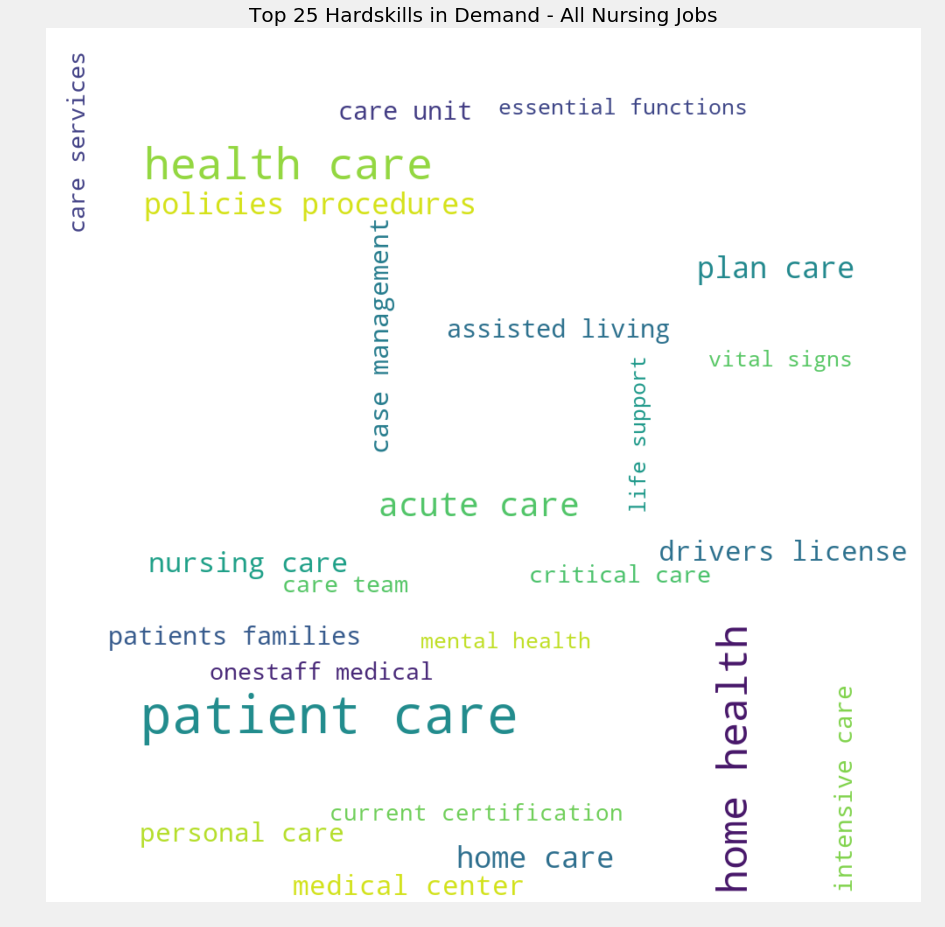 Top 25 Hardskills in Demand - All Nursing Jobs
care services
care unit
essential functions
health care
policies procedures
case management
plan care
assisted living
vital signs
life support
acute care
drivers license
nursing care
critical care
care team
patients families
mental health
onestaff medical
home health
patient care
intensive care
current certification
personal care
home care
medical center